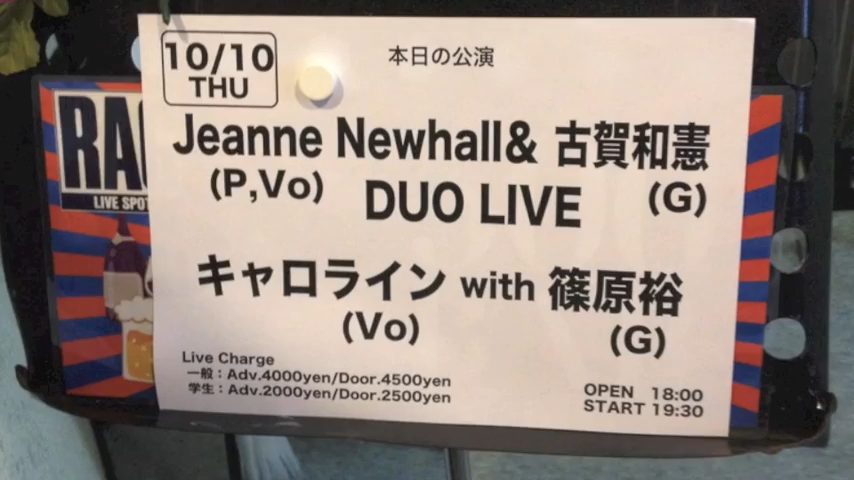 10/10
THU
本日の公演
Jeanne Newhall& 古賀和憲
(P,Vo) DUO LIVE (G)
キャロライン with 篠原裕
(Vo) (G)
Live Charge
一般：Adv.4000yen/Door.4500yen
学生：Adv.2000yen/Door.2500yen
OPEN 18:00
START 19:30
LIVE SPOT